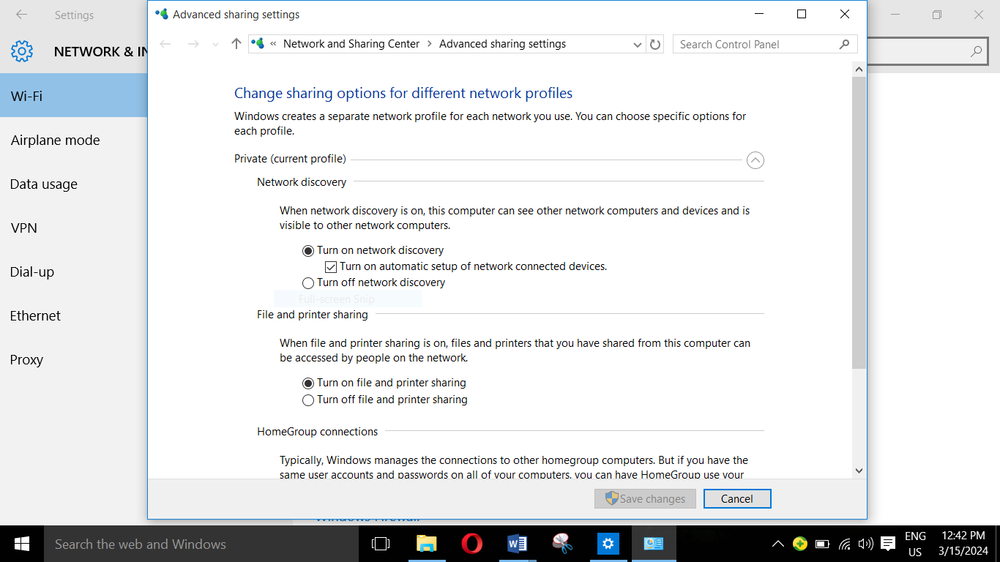 Settings
Advanced sharing settings
NETWORK & IN
« Network and Sharing Center > Advanced sharing settings
Search Control Panel
Wi-Fi
Airplane mode
Data usage
VPN
Dial-up
Ethernet
Proxy
Change sharing options for different network profiles
Windows creates a separate network profile for each network you use. You can choose specific options for
each profile.
Private (current profile)
Network discovery
When network discovery is on, this computer can see other network computers and devices and is
visible to other network computers.
Turn on network discovery
Turn on automatic setup of network connected devices.
Turn off network discovery
Full-screen Snip
File and printer sharing
When file and printer sharing is on, files and printers that you have shared from this computer can
be accessed by people on the network.
Turn on file and printer sharing
Turn off file and printer sharing
HomeGroup connections
Typically, Windows manages the connections to other homegroup computers. But if you have the
same user accounts and passwords on all of your computers, you can have HomeGroup use your
Save changes
Cancel
Windows Firewall
Search the web and Windows
ENG
US
12:42 PM
3/15/2024